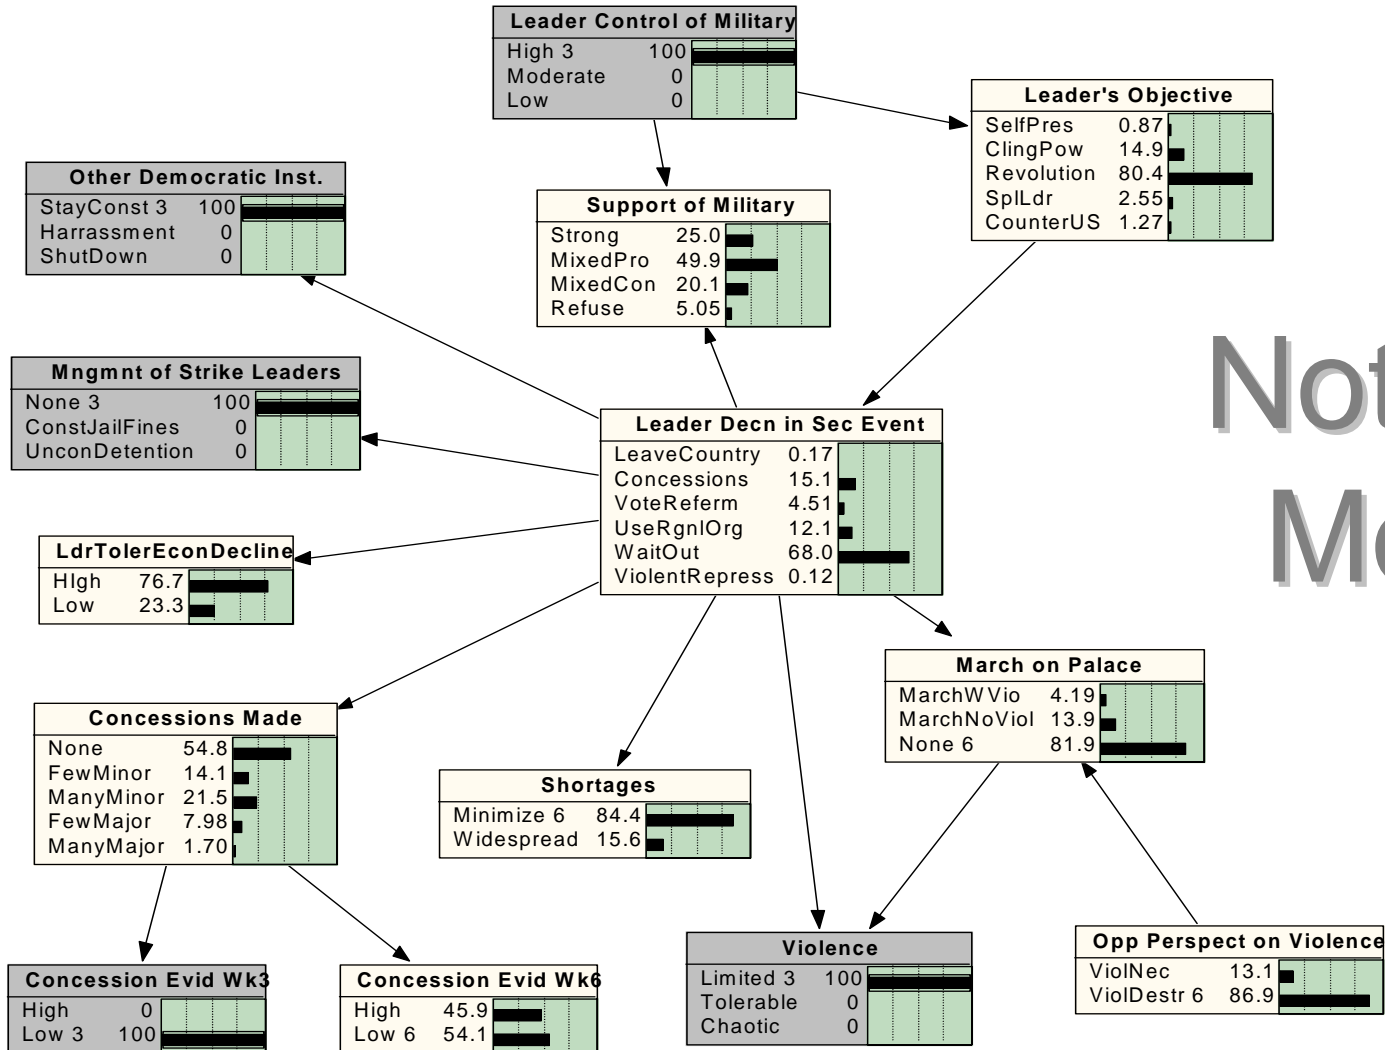 Leader Control of Military
High 3 100
Moderate 0
Low 0
Leader's Objective
SelfPres 0.87
ClingPow 14.9
Revolution 80.4
SplLdr 2.55
CounterUS 1.27
Other Democratic Inst.
StayConst 3 100
Harrassment 0
ShutDown 0
Support of Military
Strong 25.0
MixedPro 49.9
MixedCon 20.1
Refuse 5.05
Not
Mngmnt of Strike Leaders
None 3 100
ConstJailFines 0
UnconDetention 0
Leader Decn in Sec Event
LeaveCountry 0.17
Concessions 15.1
VoteReferm 4.51
UseRgnlOrg 12.1
WaitOut 68.0
ViolentRepress 0.12
LdrTolerEconDecline
HIgh 76.7
Low 23.3
March on Palace
MarchWVio 4.19
MarchNoViol 13.9
None 6 81.9
Concessions Made
None 54.8
FewMinor 14.1
ManyMinor 21.5
FewMajor 7.98
ManyMajor 1.70
Shortages
Minimize 6 84.4
Widespread 15.6
Concession Evid Wk3
High 0
Low 3 100
Concession Evid Wk6
High 45.9
Low 6 54.1
Violence
Limited 3 100
Tolerable 0
Chaotic 0
Opp Perspect on Violence
ViolNec 13.1
ViolDestr 6 86.9